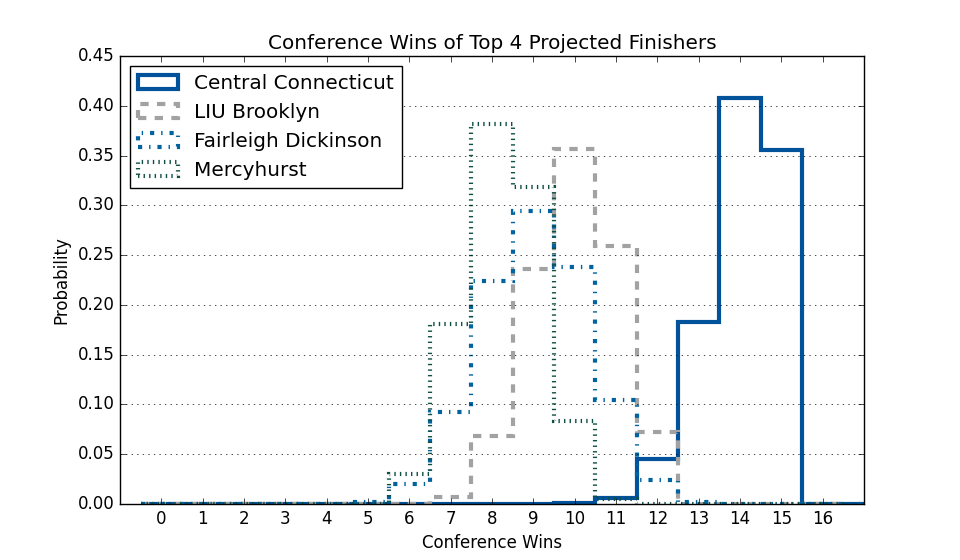 Conference Wins of Top 4 Projected Finishers
0.45
0.40
0.35
0.30
0.25
0.20
0.15
0.10
0.05
0.00
Probability
Central Connecticut
LIU Brooklyn
Fairleigh Dickinson
Mercyhurst
0 1 2 3 4 5 6 7 8 9 10 11 12 13 14 15 16
Conference Wins